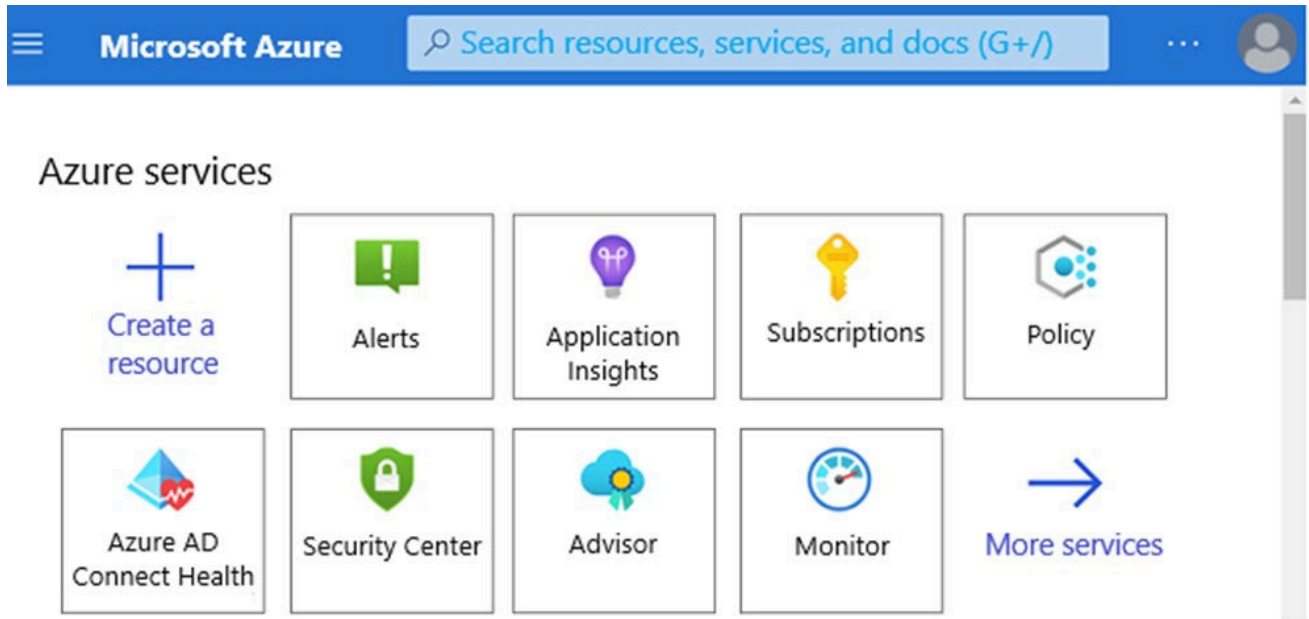 Microsoft Azure
Search resources, services, and docs (G+/)
...
Azure services
Create a
resource
Alerts
Application
Insights
Subscriptions
Policy
Azure AD
Connect Health
Security Center
Advisor
Monitor
More services